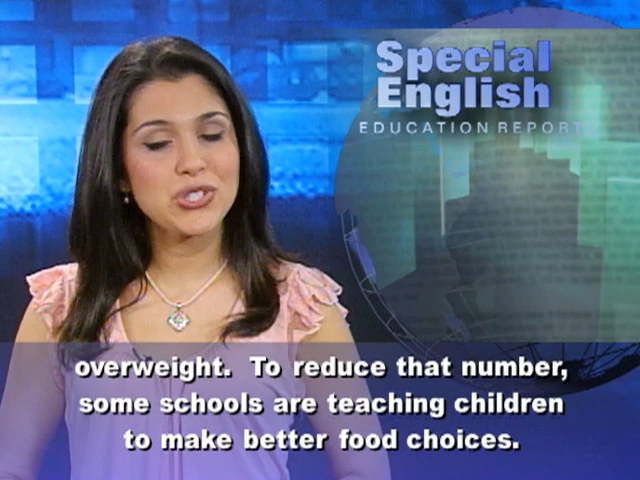 Special
English
EDUCATION REPORT
overweight. To reduce that number,
some schools are teaching children
to make better food choices.